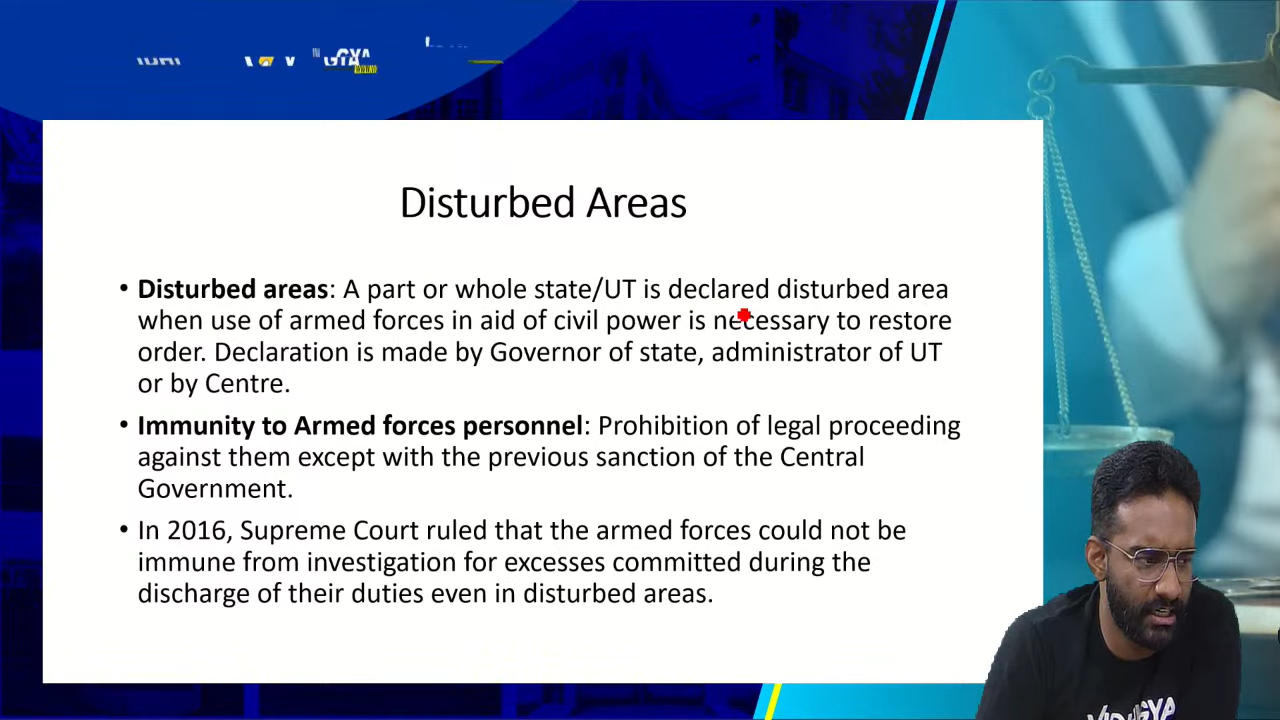 Disturbed Areas
• Disturbed areas: A part or whole state/UT is declared disturbed area
when use of armed forces in aid of civil power is necessary to restore
order. Declaration is made by Governor of state, administrator of UT
or by Centre.
• Immunity to Armed forces personnel: Prohibition of legal proceeding
against them except with the previous sanction of the Central
Government.
• In 2016, Supreme Court ruled that the armed forces could not be
immune from investigation for excesses committed during the
discharge of their duties even in disturbed areas.